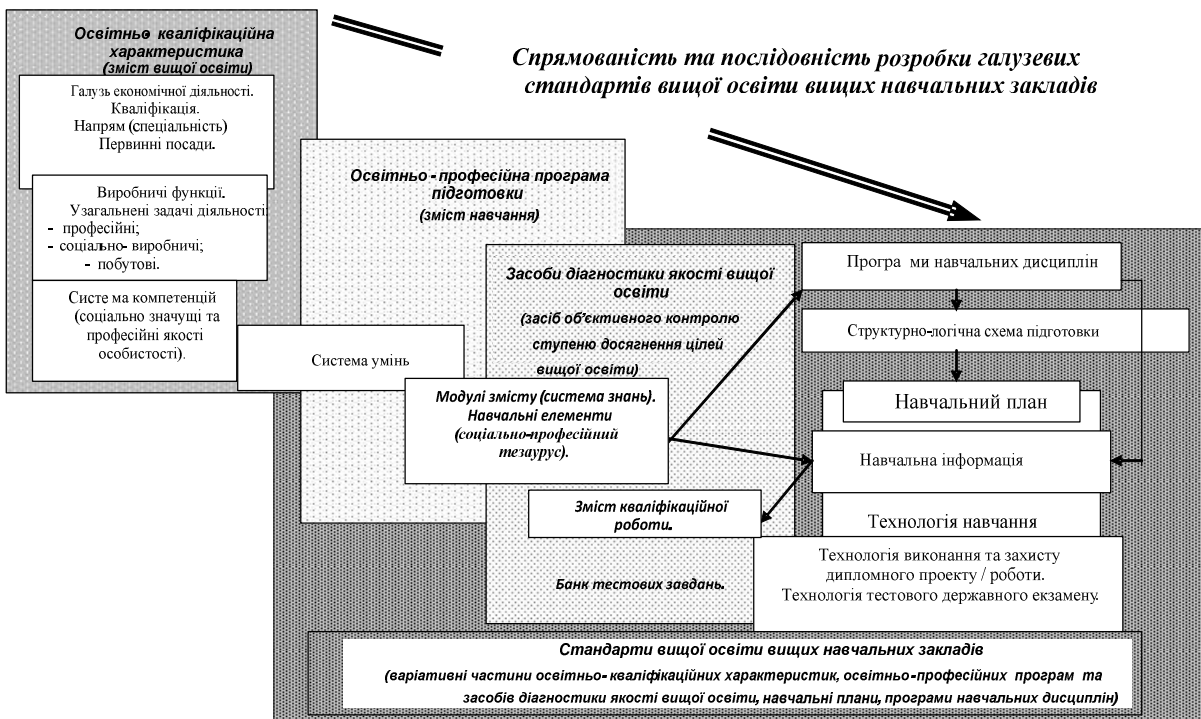 Освітньо кваліфікаційна
характеристика
(зміст вищої освіти)
Галузь економічної діяльності.
Кваліфікація.
Напрям (спеціальність)
Первинні посади.
Виробничі функції.
Узагальнені задачі діяльності:
- професійні;
- соціально- виробничі;
- побутові.
Систе ма компетенцій
(соціально значущі та
професійні якості
особистості).
Спрямованість та послідовність розробки галузевих
стандартів вищої освіти вищих навчальних закладів
Освітньо - професійна програма
підготовки
(зміст навчання)
Система умінь
Засоби діагностики якості вищої
освіти
(засіб об'єктивного контролю
ступеню досягнення цілей
вищої освіти)
Модулі змісту (система знань).
Навчальні елементи
(соціально-професійний
тезаурус).
Зміст кваліфікаційної
роботи.
Банк тестових завдань.
Програ ми навчальних дисциплін
Структурно-логічна схема підготовки
Навчальний план
Навчальна інформація
Технологія навчання
Технологія виконання та захисту
дипломного проекту / роботи.
Технологія тестового державного екзамену.
Стандарти вищої освіти вищих навчальних закладів
(варіативні частини освітньо- кваліфікаційних характеристик, освітньо-професійних програм та
засобів діагностики якості вищої освіти, навчальні плани, програми навчальних дисциплін)